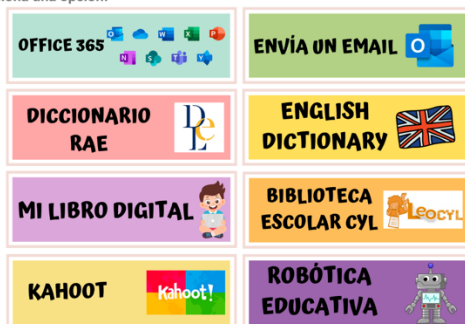 OFFICE 365
ENVÍA UN EMAIL
DICCIONARIO
RAE
DLe
ENGLISH
DICTIONARY
MI LIBRO DIGITAL
BIBLIOTECA
ESCOLAR CYL
LEOCYL
KAHOOT
Kahoot!
ROBÓTICA
EDUCATIVA